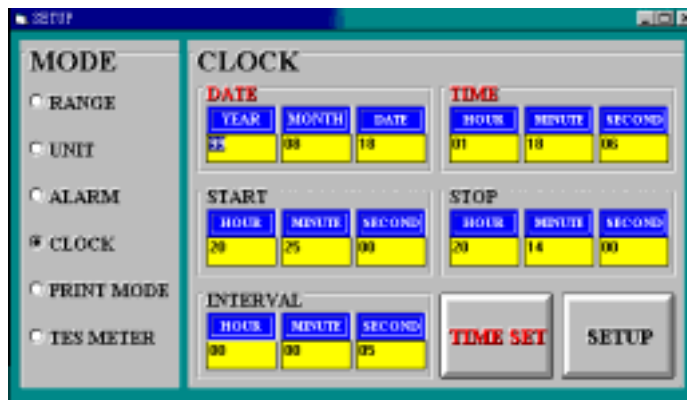 SETUP
MODE
RANGE
UNIT
ALARM
CLOCK
PRINT MODE
TES METER
CLOCK
DATE
YEAR MONTH DATE
08 18
TIME
HOUR MINUTE SECOND
01 18 06
START
HOUR MINUTE SECOND
20 25 00
STOP
HOUR MINUTE SECOND
20 14 00
INTERVAL
HOUR MINUTE SECOND
00 00 05
TIME SET
SETUP